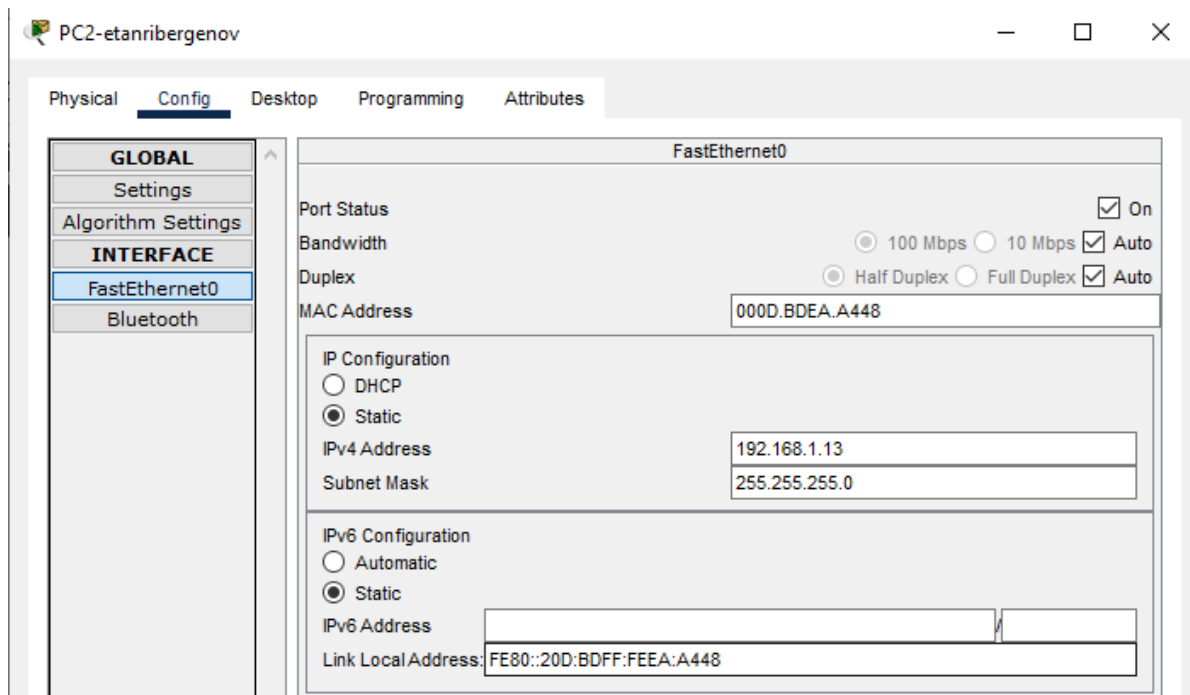 PC2-etanribergenov
Physical Config Desktop Programming Attributes
GLOBAL
Settings
Algorithm Settings
INTERFACE
FastEthernet0
Bluetooth
FastEthernet0
Port Status On
Bandwidth 100 Mbps 10 Mbps Auto
Duplex Half Duplex Full Duplex Auto
MAC Address 000D.BDEA.A448
IP Configuration
DHCP
Static
IPv4 Address 192.168.1.13
Subnet Mask 255.255.255.0
IPv6 Configuration
Automatic
Static
IPv6 Address /
Link Local Address: FE80::20D:BDFF:FEEA:A448